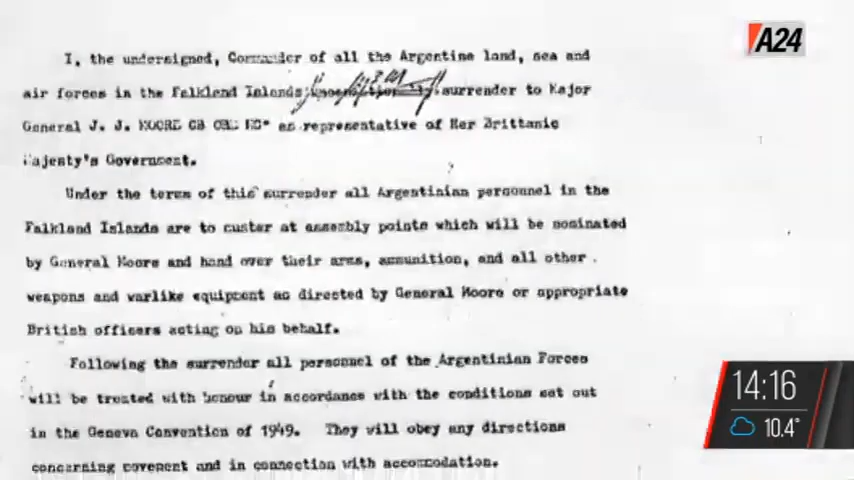 A24
I, the undersigned, Commander of all the Argentine land, sea and
air forces in the Falkland Islands surrender to Major
General J. J. MOORE CB OBE MC* as representative of Her Brittanic
Majesty's Government.
Under the terms of this surrender all Argentinian personnel in the
Falkland Islands are to muster at assembly points which will be nominated
by General Moore and hand over their arms, ammunition, and all other
weapons and warlike equipment as directed by General Moore or appropriate
British officers acting on his behalf.
Following the surrender all personnel of the Argentinian Forces
will be treated with honour in accordance with the conditions set out
in the Geneva Convention of 1949. They will obey any directions
concerning movement and in connection with accommodation.
14:16
10.4°